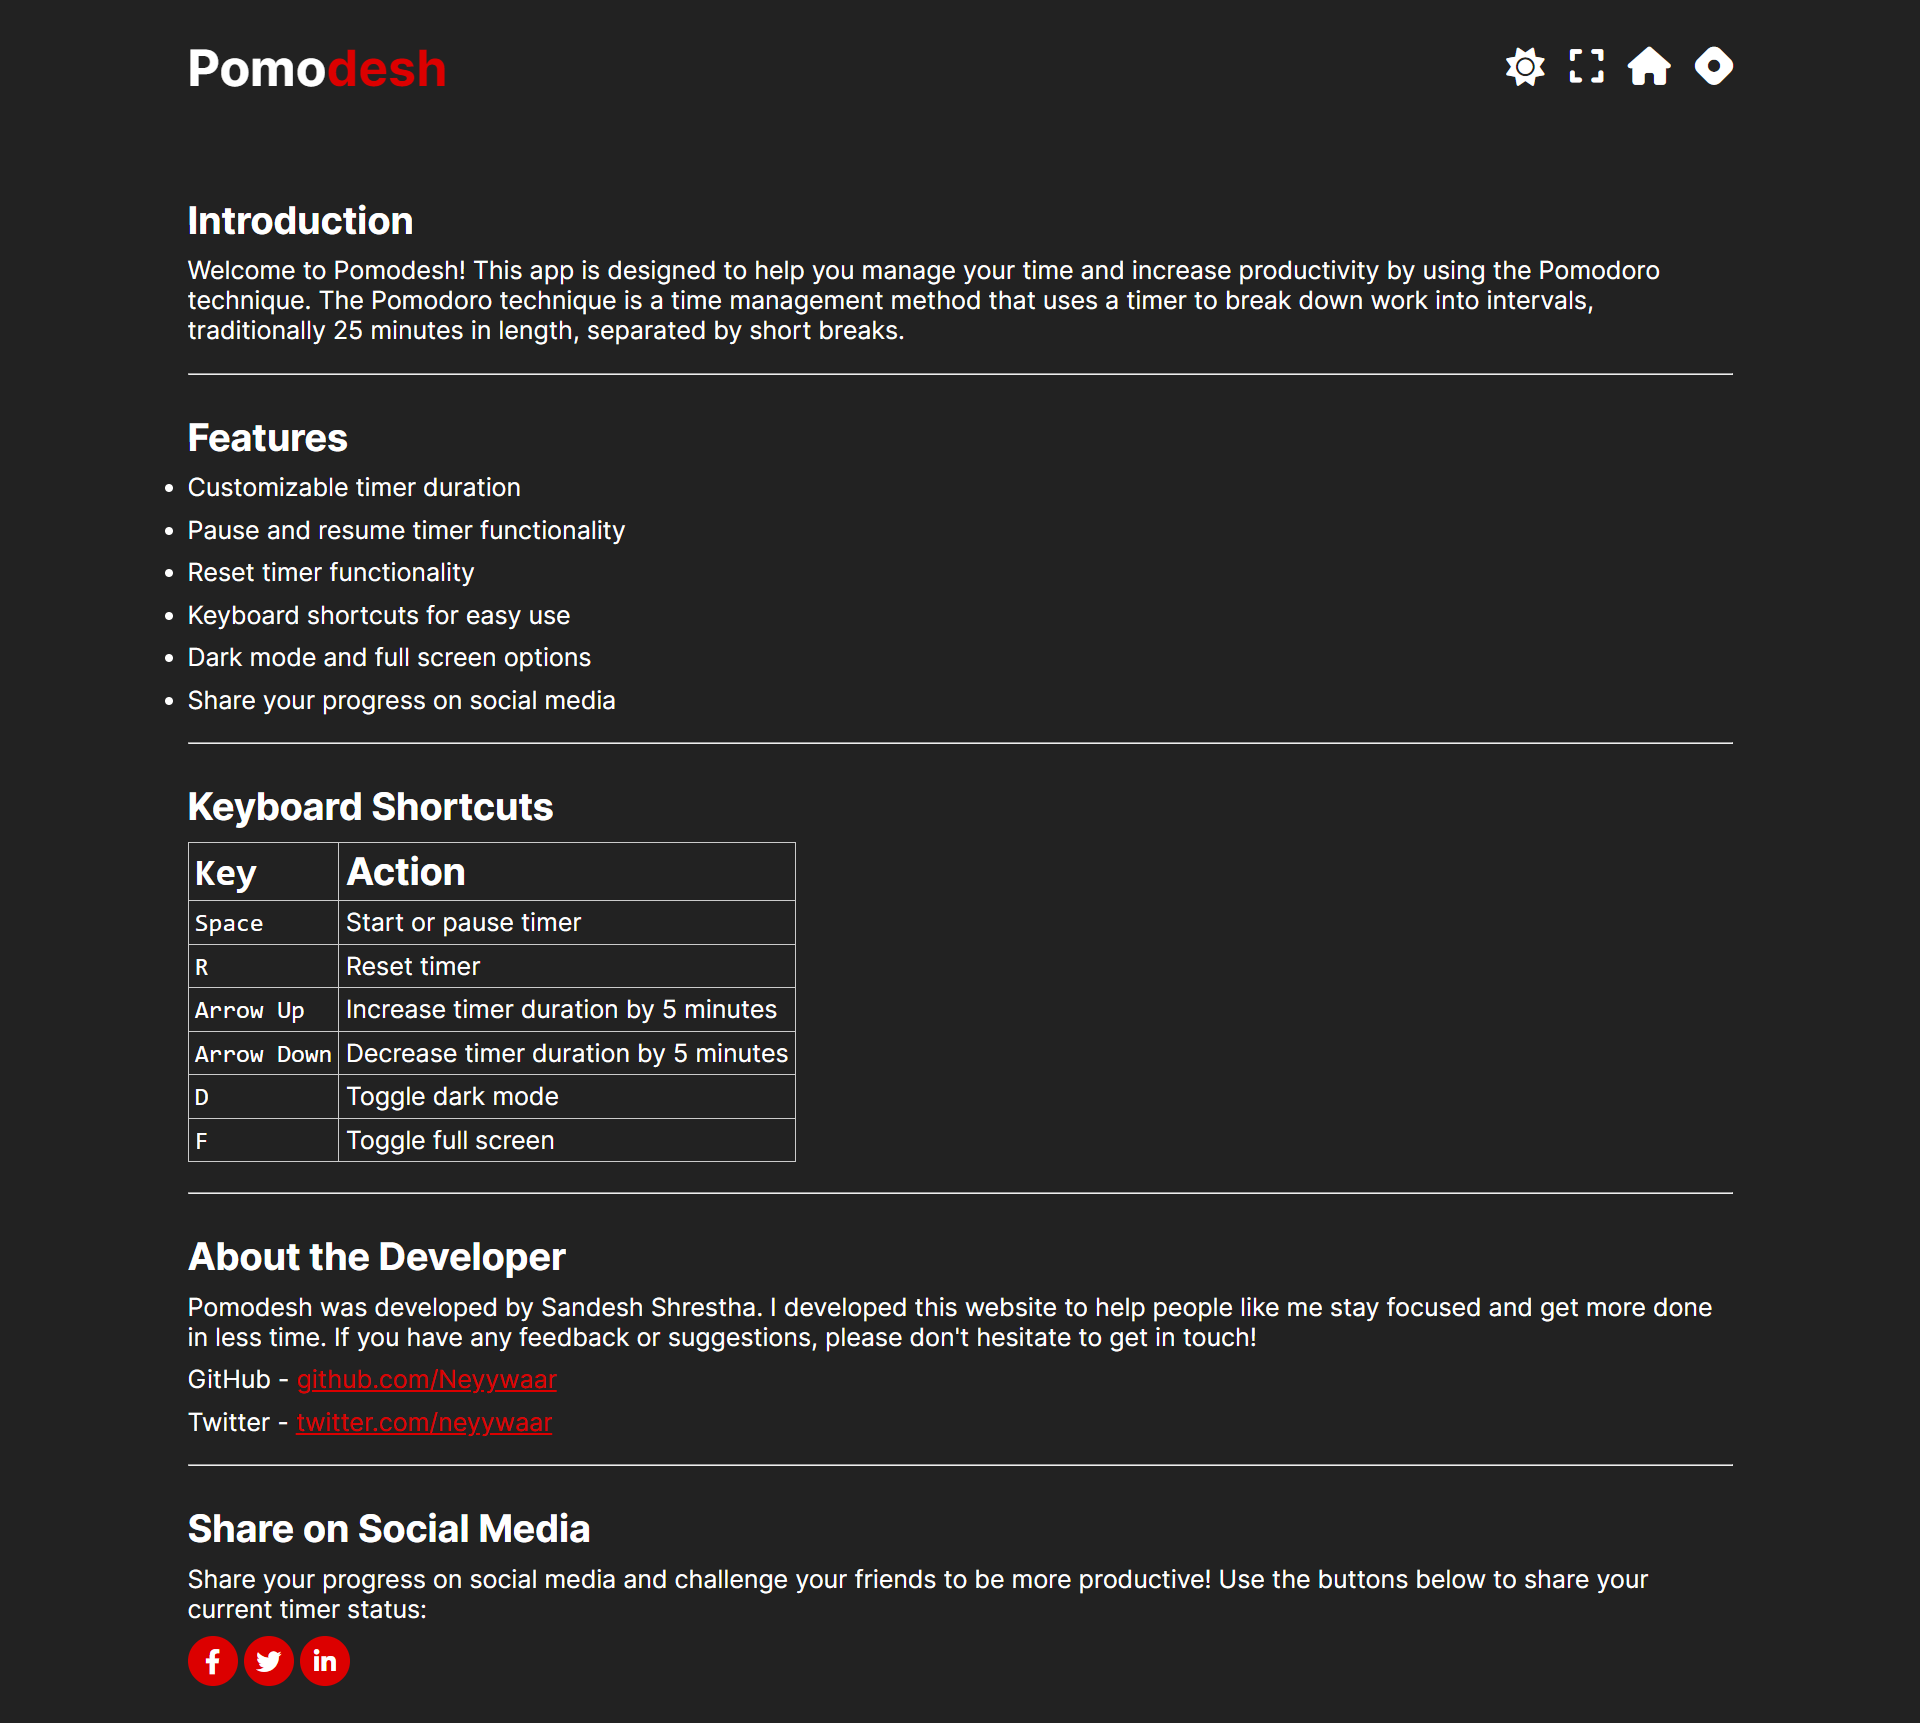 Pomodesh
Introduction
Welcome to Pomodesh! This app is designed to help you manage your time and increase productivity by using the Pomodoro
technique. The Pomodoro technique is a time management method that uses a timer to break down work into intervals,
traditionally 25 minutes in length, separated by short breaks.
Features
• Customizable timer duration
• Pause and resume timer functionality
• Reset timer functionality
• Keyboard shortcuts for easy use
• Dark mode and full screen options
• Share your progress on social media
Keyboard Shortcuts
Key Action
Space Start or pause timer
R Reset timer
Arrow Up Increase timer duration by 5 minutes
Arrow Down Decrease timer duration by 5 minutes
D Toggle dark mode
F Toggle full screen
About the Developer
Pomodesh was developed by Sandesh Shrestha. I developed this website to help people like me stay focused and get more done
in less time. If you have any feedback or suggestions, please don't hesitate to get in touch!
GitHub - github.com/Neyywaar
Twitter - twitter.com/neyywaar
Share on Social Media
Share your progress on social media and challenge your friends to be more productive! Use the buttons below to share your
current timer status: